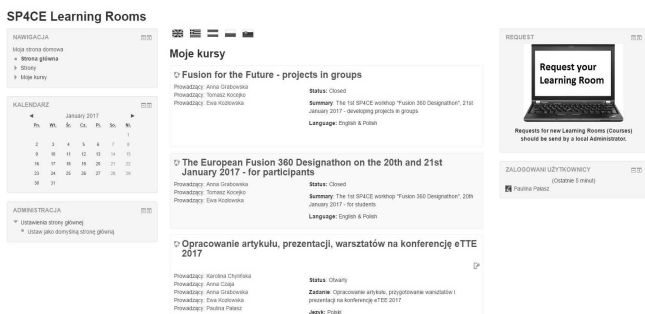 SP4CE Learning Rooms
NAWIGACJA
Moja strona domowa
Strona główna
Strony
Moje kursy
KALENDARZ
January 2017
Pn. Wt. Śr. Cz. Pt. So. Ni.
1
2 3 4 5 6 7 8
9 10 11 12 13 14 15
16 17 18 19 20 21 22
23 24 25 26 27 28 29
30 31
ADMINISTRACJA
Ustawienia strony głównej
Ustaw jako domyślną stronę główną
Moje kursy
Fusion for the Future - projects in groups
Prowadzący: Anna Grabowska
Prowadzący: Tomasz Kocejko
Prowadzący: Ewa Kozłowska
Status: Closed
Summary: The 1st SP4CE workhop "Fusion 360 Designathon", 21st
January 2017 - developing projects in groups
Language: English & Polish
The European Fusion 360 Designathon on the 20th and 21st
January 2017 - for participants
Prowadzący: Anna Grabowska
Prowadzący: Tomasz Kocejko
Prowadzący: Ewa Kozłowska
Status: Closed
Summary: The 1st SP4CE workhop "Fusion 360 Designathon", 20th
January 2017 - for students
Language: English & Polish
Opracowanie artykułu, prezentacji, warsztatów na konferencję eTTE
2017
Prowadzący: Karolina Chylińska
Prowadzący: Anna Czaja
Prowadzący: Anna Grabowska
Prowadzący: Ewa Kozłowska
Prowadzący: Paulina Pałasz
Status: Otwarty
Zadanie: Opracowanie artykułu, przygotowanie warsztatów i
prezentacji na konferencję eTEE 2017
Język: Polski
REQUEST
Request your
Learning Room
Requests for new Learning Rooms (Courses)
should be send by a local Administrator.
ZALOGOWANI UŻYTKOWNICY
(Ostatnie 5 minut)
Paulina Pałasz